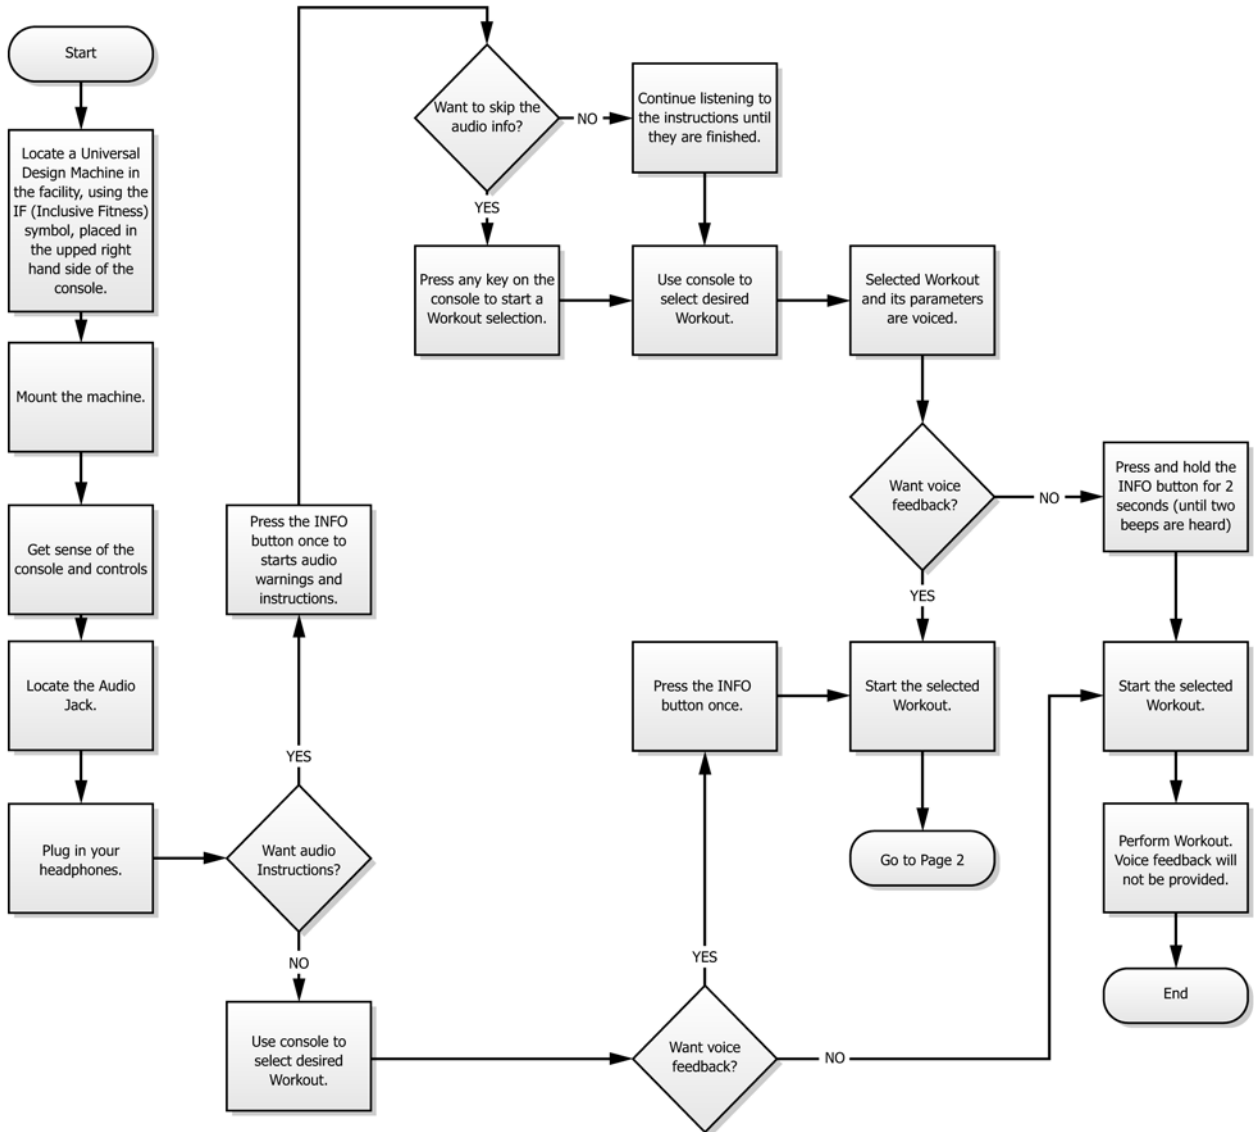 Start
Locate a Universal
Design Machine in
the facility, using the
IF (Inclusive Fitness)
symbol, placed in
the upped right
hand side of the
console.
Mount the machine.
Get sense of the
console and controls
Locate the Audio
Jack.
Plug in your
headphones.
Want audio
Instructions?
YES
Press the INFO
button once to
starts audio
warnings and
instructions.
NO
Use console to
select desired
Workout.
Want to skip the
audio info?
NO
Continue listening to
the instructions until
they are finished.
YES
Press any key on the
console to start a
Workout selection.
Use console to
select desired
Workout.
Selected Workout
and its parameters
are voiced.
Want voice
feedback?
NO
Press and hold the
INFO button for 2
seconds (until two
beeps are heard)
YES
Press the INFO
button once.
Start the selected
Workout.
Start the selected
Workout.
Go to Page 2
Perform Workout.
Voice feedback will
not be provided.
YES
End
Want voice
feedback?
NO